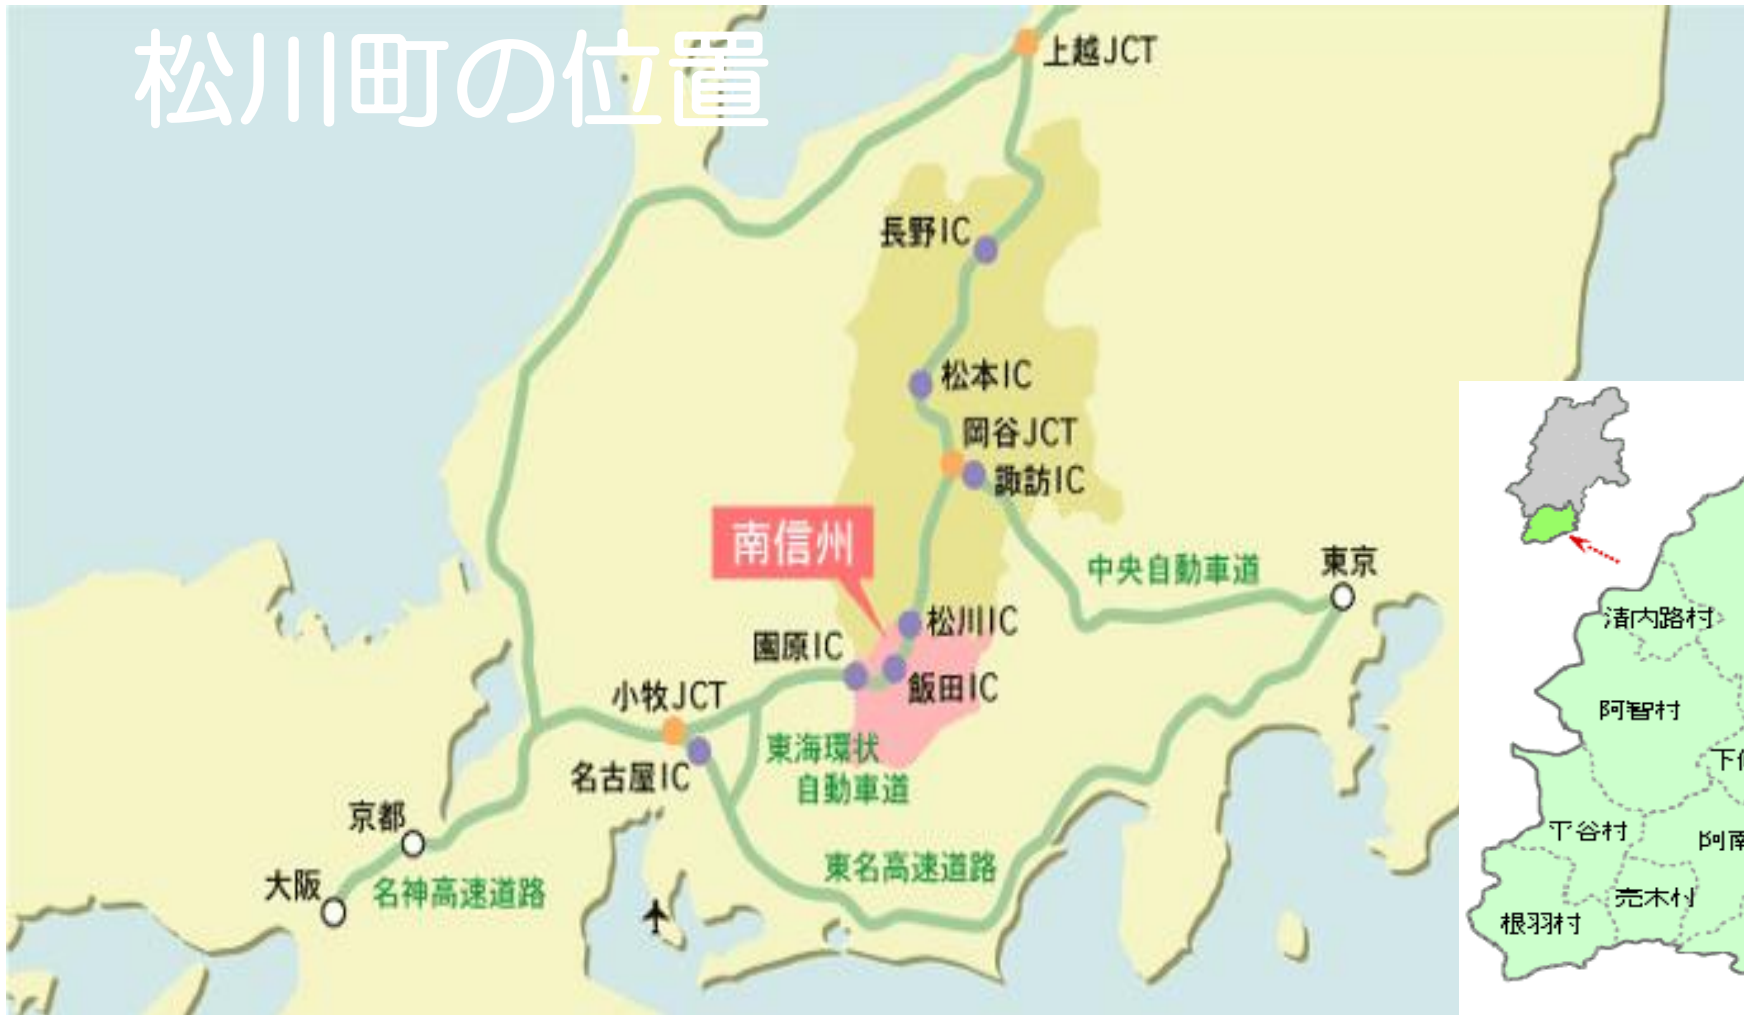 松川町の位置
上越JCT
長野IC
松本IC
岡谷JCT
諏訪IC
南信州
中央自動車道
東京
松川IC
園原IC
飯田IC
小牧JCT
名古屋IC
東海環状
自動車道
京都
大阪
名神高速道路
東名高速道路
清内路村
阿智村
下
平谷村
阿南
売木村
根羽村